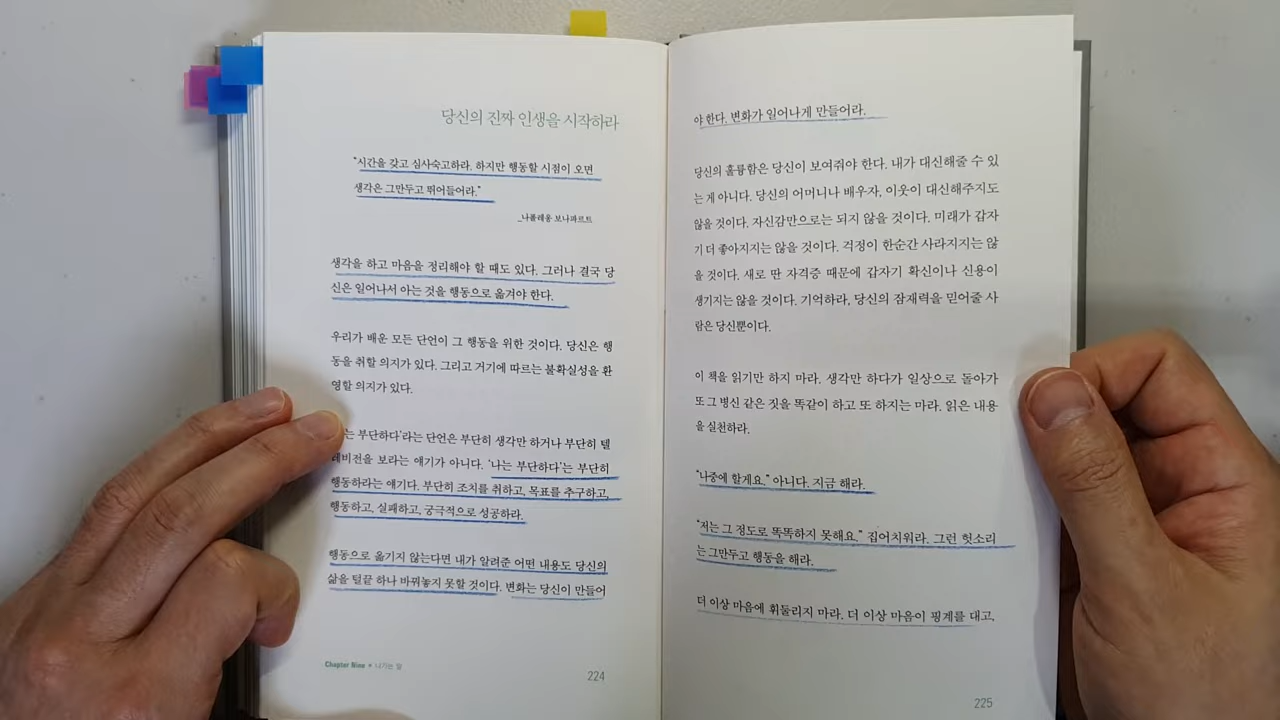 당신의 진짜 인생을 시작하라
"시간을 갖고 심사숙고하라. 하지만 행동할 시점이 오면
생각은 그만두고 뛰어들어라."
_나폴레옹 보나파르트
생각을 하고 마음을 정리해야 할 때도 있다. 그러나 결국 당
신은 일어나서 아는 것을 행동으로 옮겨야 한다.
우리가 배운 모든 단언이 그 행동을 위한 것이다. 당신은 행
동을 취할 의지가 있다. 그리고 거기에 따르는 불확실성을 환
영할 의지가 있다.
는 부단하다'라는 단언은 부단히 생각만 하거나 부단히 텔
레비전을 보라는 얘기가 아니다. '나는 부단하다'는 부단히
행동하라는 얘기다. 부단히 조치를 취하고, 목표를 추구하고,
행동하고, 실패하고, 궁극적으로 성공하라.
행동으로 옮기지 않는다면 내가 알려준 어떤 내용도 당신의
삶을 털끝 하나 바꿔놓지 못할 것이다. 변화는 당신이 만들어
Chapter Nine
224
야 한다. 변화가 일어나게 만들어라.
당신의 훌륭함은 당신이 보여줘야 한다. 내가 대신해줄 수 있
는 게 아니다. 당신의 어머니나 배우자, 이웃이 대신해주지도
않을 것이다. 자신감만으로는 되지 않을 것이다. 미래가 갑자
기 더 좋아지지는 않을 것이다. 걱정이 한순간 사라지지는 않
을 것이다. 새로 딴 자격증 때문에 갑자기 확신이나 신용이
생기지는 않을 것이다. 기억하라, 당신의 잠재력을 믿어줄 사
람은 당신뿐이다.
이 책을 읽기만 하지 마라. 생각만 하다가 일상으로 돌아가
또 그 병신 같은 짓을 똑같이 하고 또 하지는 마라. 읽은 내용
을 실천하라.
"나중에 할게요." 아니다. 지금 해라.
"저는 그 정도로 똑똑하지 못해요." 집어치워라. 그런 헛소리
는 그만두고 행동을 해라.
더 이상 마음에 휘둘리지 마라. 더 이상 마음이 핑계를 대고,
225